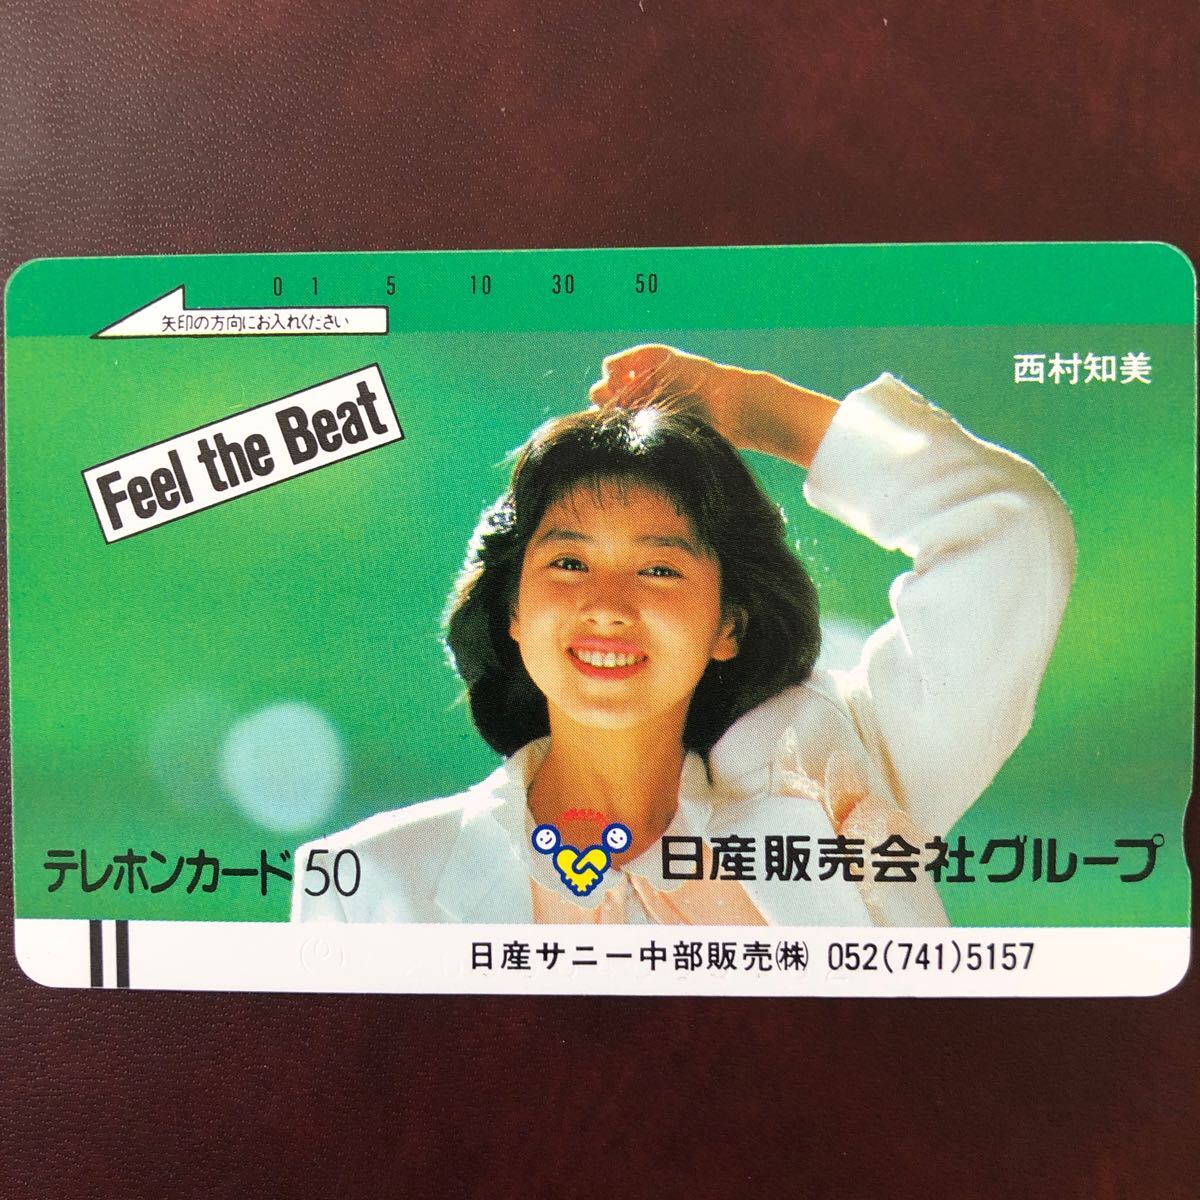 0 1 5 10 30 50
矢印の方向にお入れください
西村知美
Feel the Beat
テレホンカード50
日産販売会社グループ
日産サニー中部販売㈱ 052(741)5157